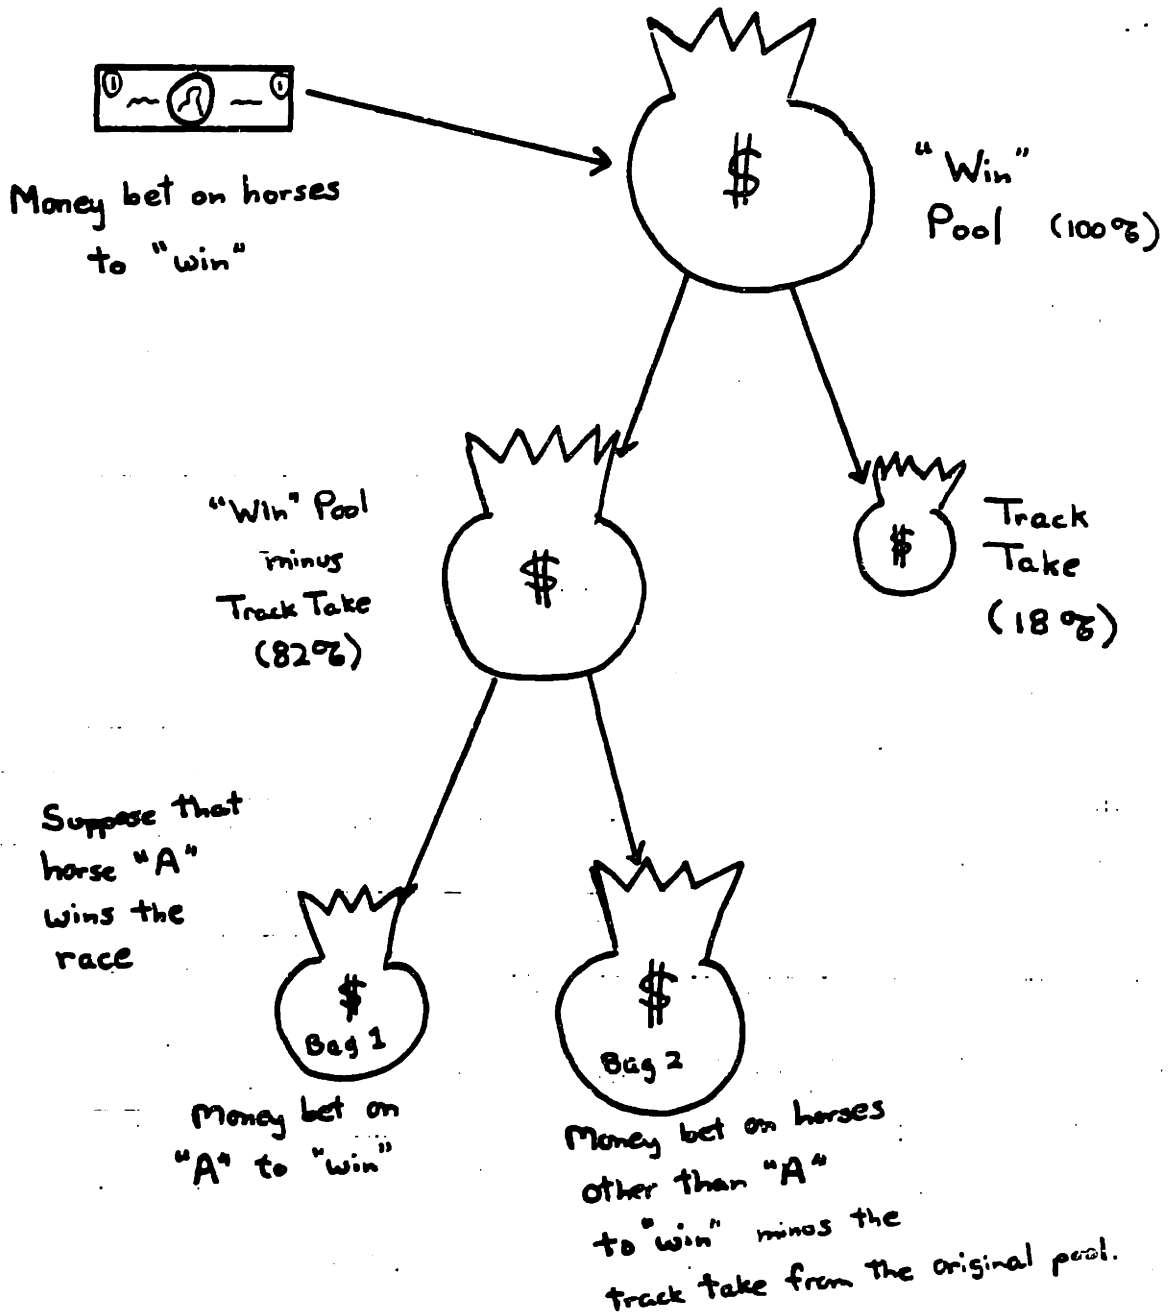 Money bet on horses
to "win"
$
"Win"
Pool (100%)
"Win" Pool
minus
Track Take
(82%)
$
$
Track
Take
(18%)
Suppose that
horse "A"
wins the
race
$
Bag 1
$
Bag 2
Money bet on
"A" to "win"
Money bet on horses
other than "A"
to "win" minus the
track take from the original pool.